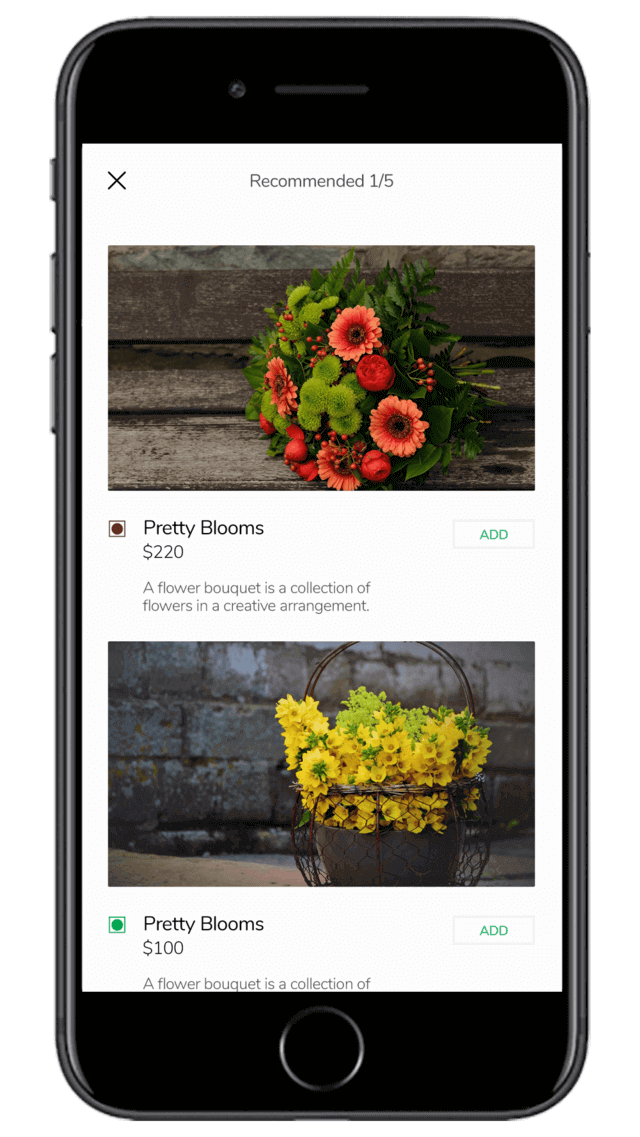 Recommended 1/5
Pretty Blooms
ADD
$220
A flower bouquet is a collection of
flowers in a creative arrangement.
Pretty Blooms
ADD
$100
A flower bouquet is a collection of